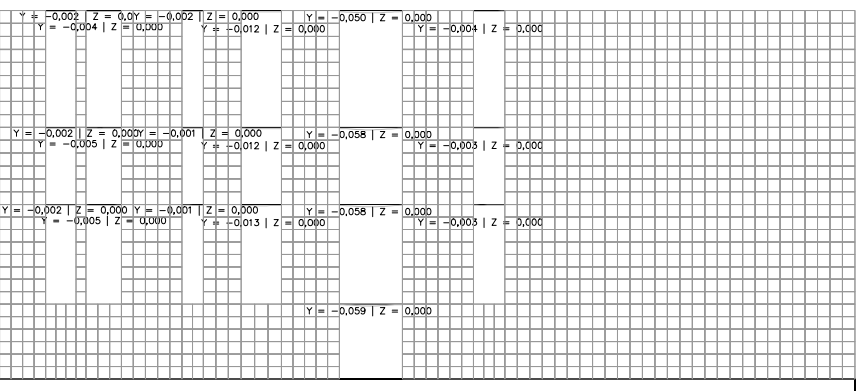 Y = -0,002 | Z = 0,0
Y = -0,002 | Z = 0,000
Y = -0,050 | Z = 0,000
Y = -0,004 | Z = 0,000
Y = -0,012 | Z = 0,000
Y = -0,004 | Z = 0,000
Y = -0,002 | Z = 0,000
Y = -0,001 | Z = 0,000
Y = -0,058 | Z = 0,000
Y = -0,005 | Z = 0,000
Y = -0,012 | Z = 0,000
Y = -0,003 | Z = 0,000
Y = -0,002 | Z = 0,000
Y = -0,001 | Z = 0,000
Y = -0,058 | Z = 0,000
Y = -0,005 | Z = 0,000
Y = -0,013 | Z = 0,000
Y = -0,003 | Z = 0,000
Y = -0,059 | Z = 0,000